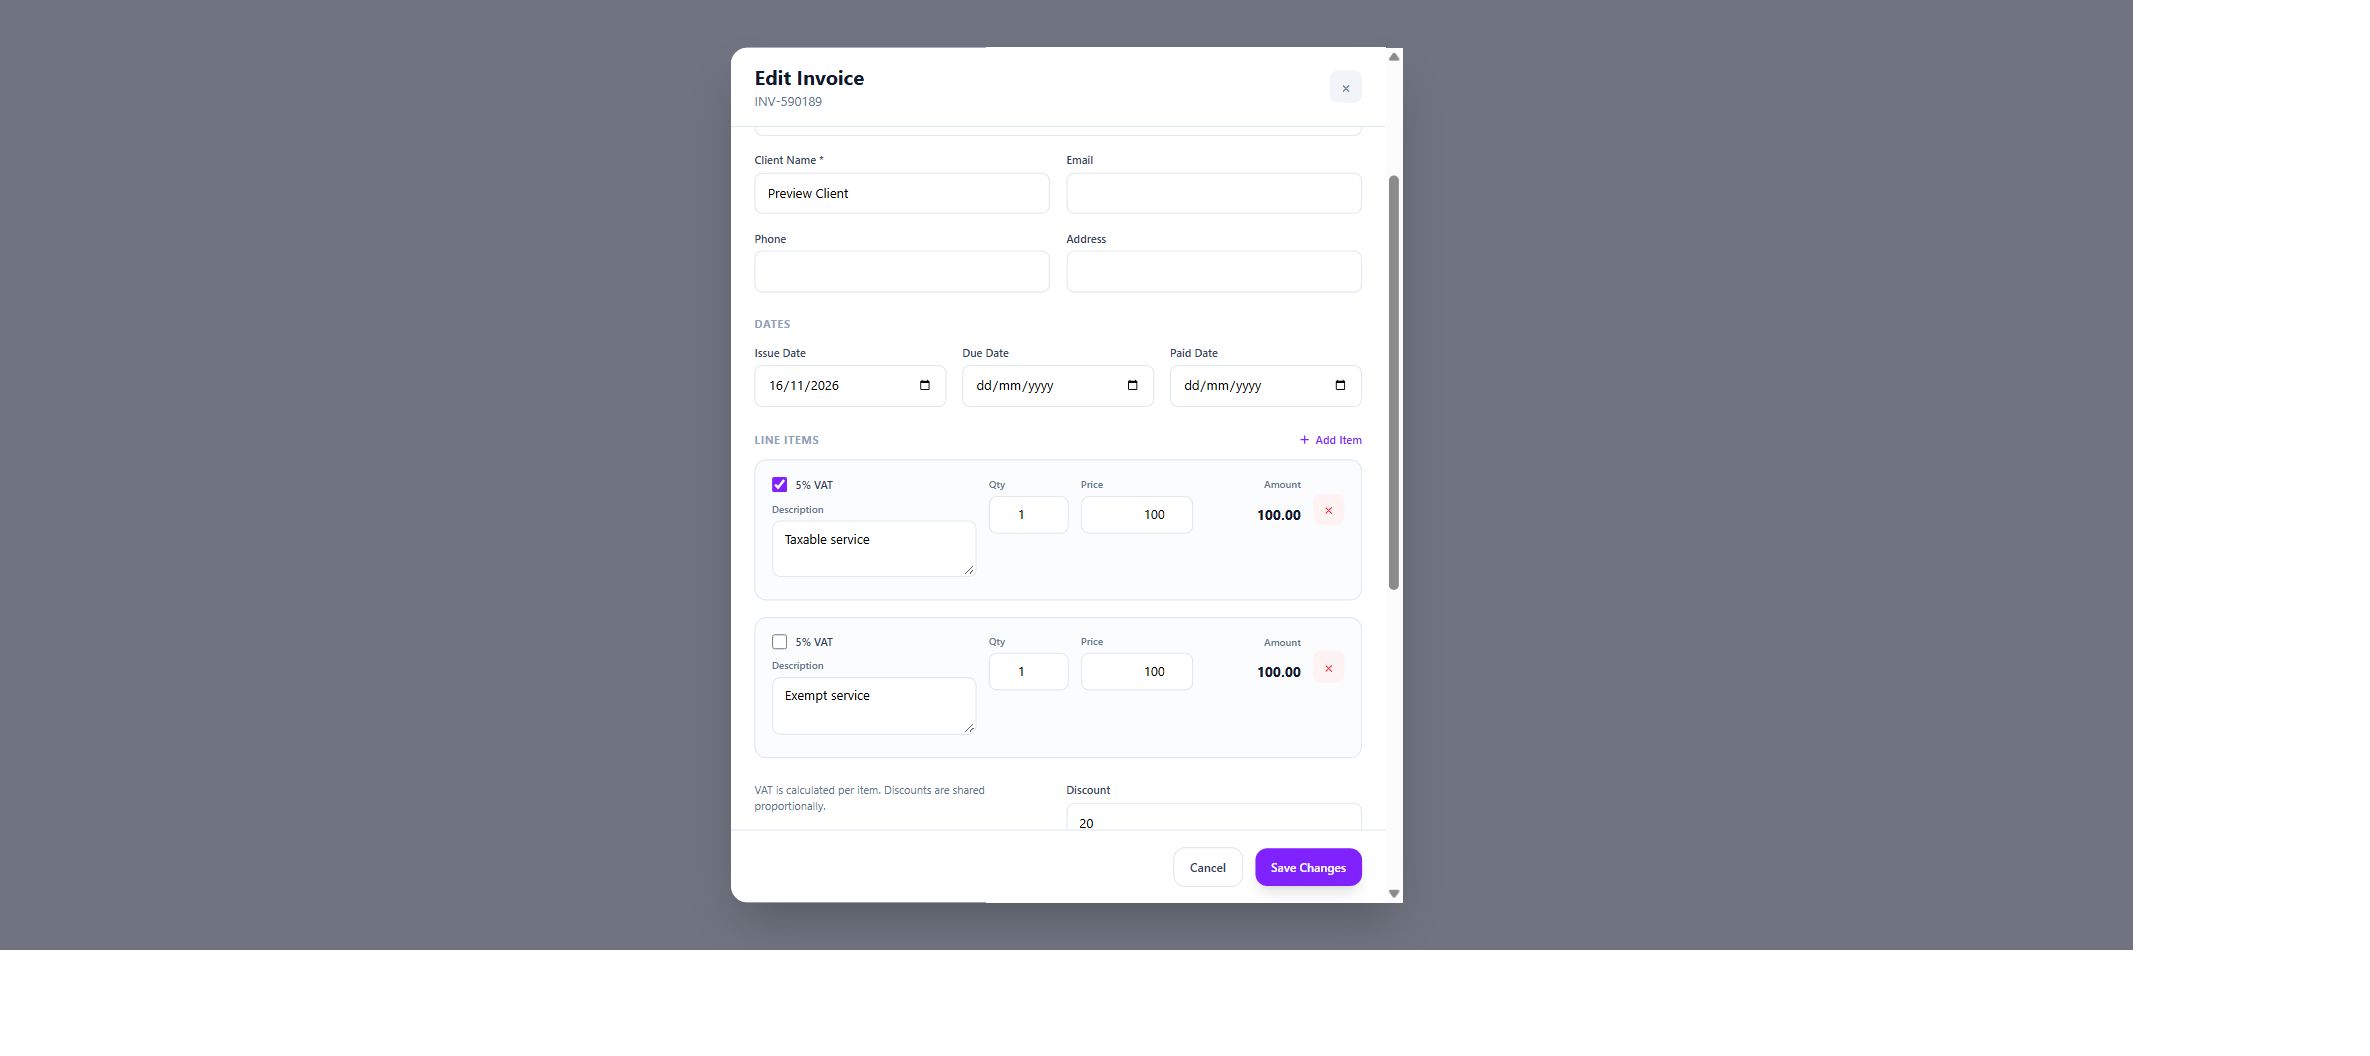 Edit Invoice
INV-590189
×
Client Name *
Email
Preview Client
Phone
Address
DATES
Issue Date
Due Date
Paid Date
16/11/2026
dd/mm/yyyy
dd/mm/yyyy
LINE ITEMS
+ Add Item
5% VAT
Qty
Price
Amount
Description
1
100
100.00
×
Taxable service
5% VAT
Qty
Price
Amount
Description
1
100
100.00
×
Exempt service
VAT is calculated per item. Discounts are shared
proportionally.
Discount
20
Cancel
Save Changes